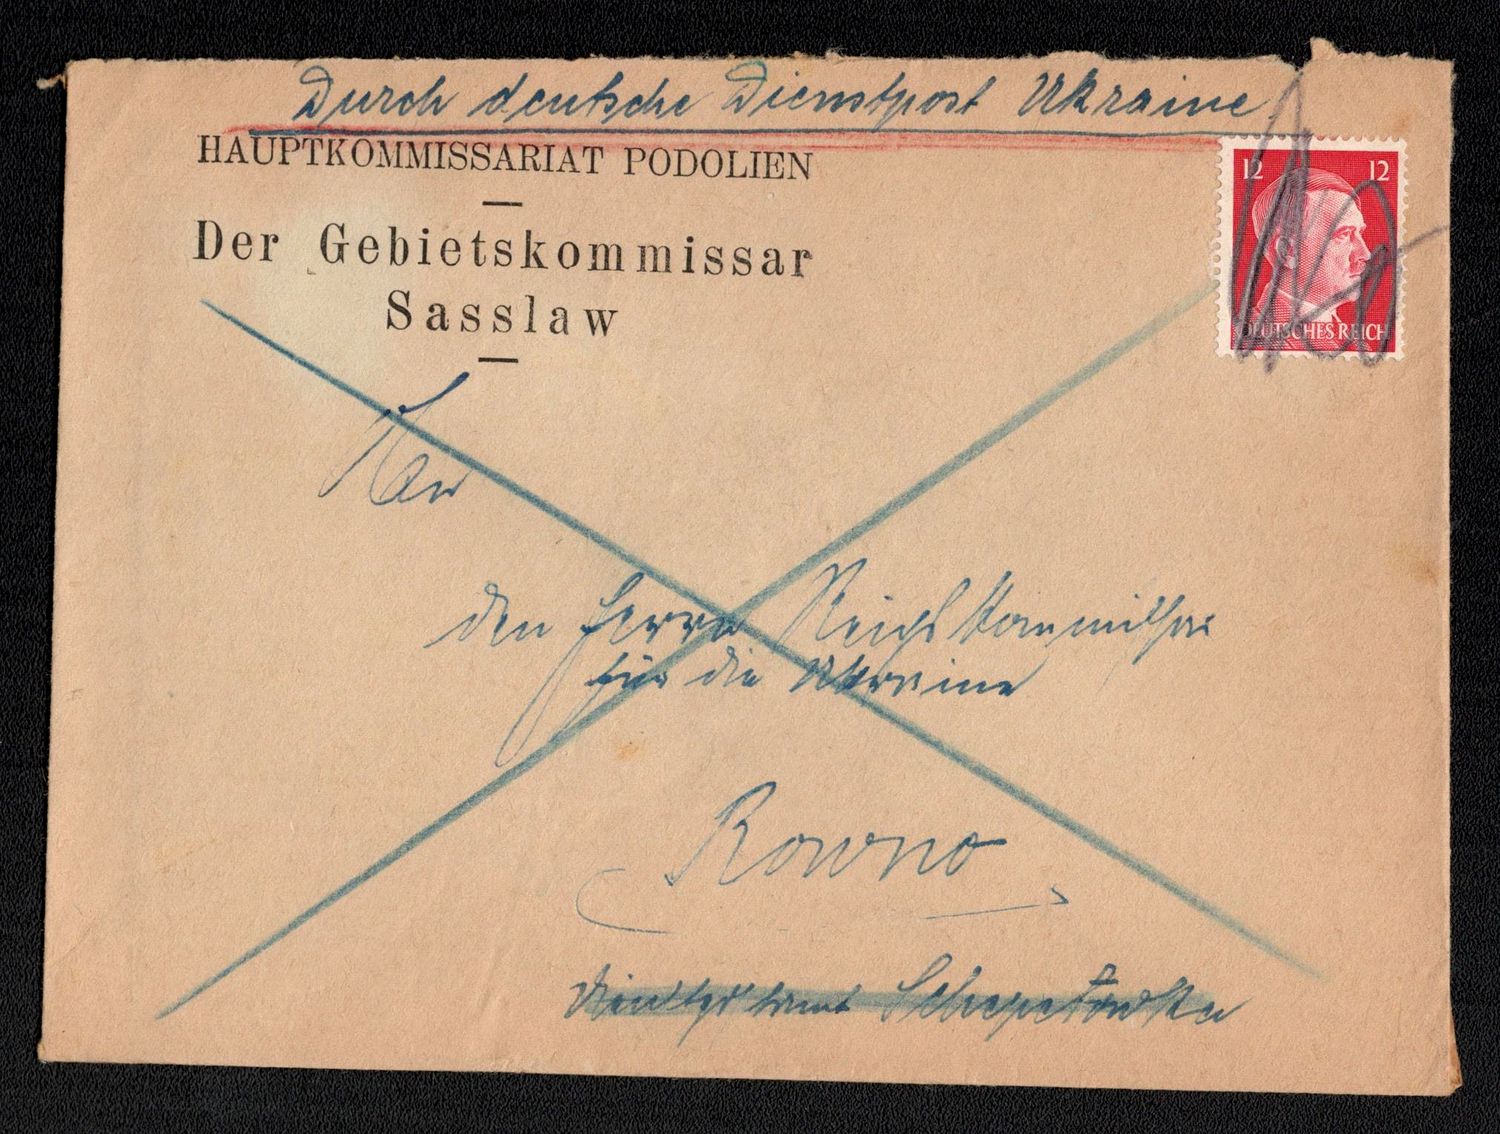 Durch deutsche Dienstpost Ukraine.
HAUPTKOMMISSARIAT PODOLIEN
Der Gebietskommissar
Sasslaw
12 12
DEUTSCHES REICH
An
den Herrn Reichskommissar
für die Ukraine
Rowno
Schepetowka